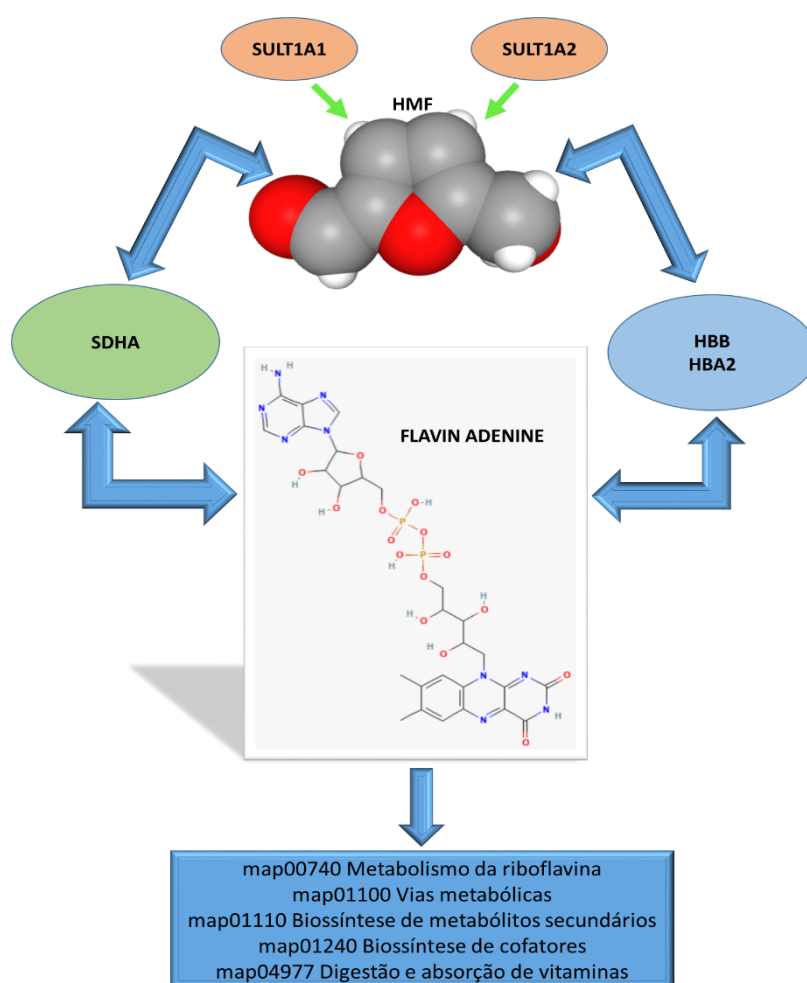 SULT1A1
SULT1A2
HMF
SDHA
HBB
HBA2
FLAVIN ADENINE
H
H
N
N
N
N
N
O
H
O
H
O
O
O
H
P
O
O
H
O
P
O
O
H
O
H
O
H
O
N
N
O
N
H
N
O
map00740 Metabolismo da riboflavina
map01100 Vias metabólicas
map01110 Biossíntese de metabólitos secundários
map01240 Biossíntese de cofatores
map04977 Digestão e absorção de vitaminas